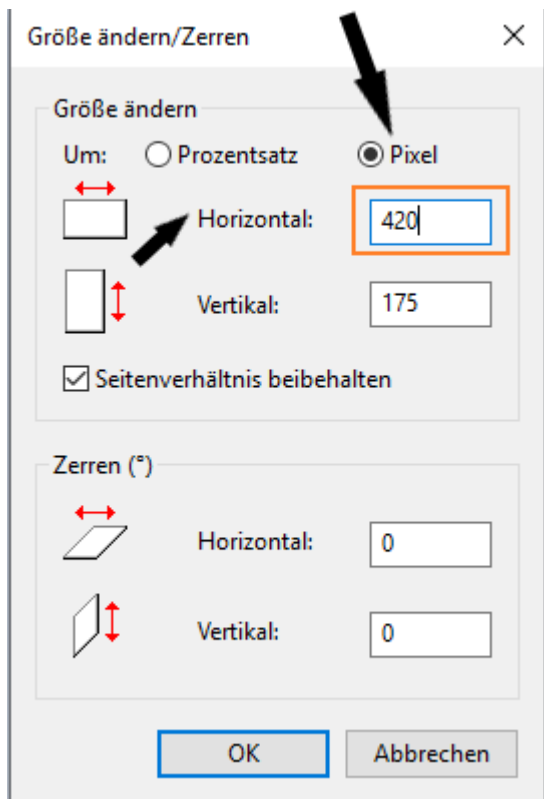 Größe ändern/Zerren
Größe ändern
Um: Prozentsatz Pixel
Horizontal: 420
Vertikal: 175
Seitenverhältnis beibehalten
Zerren (°)
Horizontal: 0
Vertikal: 0
OK Abbrechen